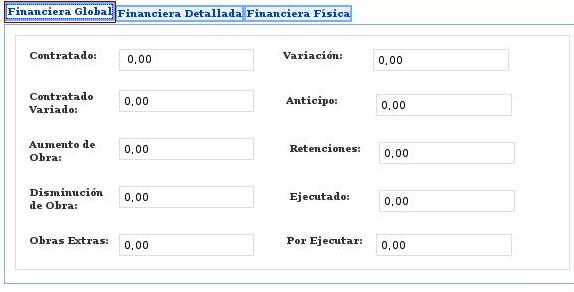 Financiera Global Financiera Detallada Financiera Física
Contratado: 0,00 Variación: 0,00
Contratado
Variado: 0,00 Anticipo: 0,00
Aumento de
Obra: 0,00 Retenciones: 0,00
Disminución
de Obra: 0,00 Ejecutado: 0,00
Obras Extras: 0,00 Por Ejecutar: 0,00